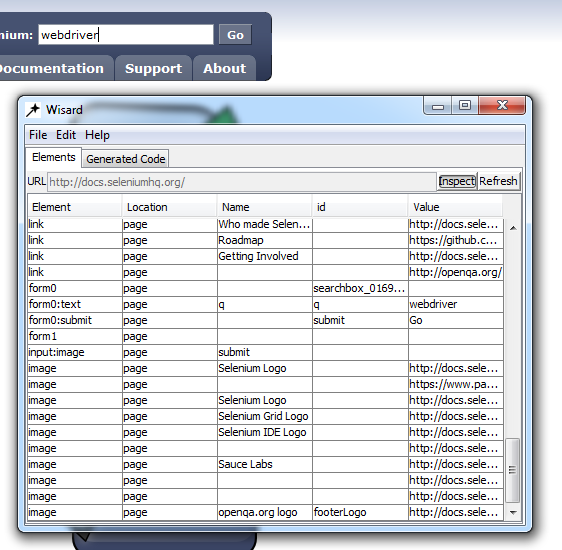 nium: webdriver Go
Documentation Support About
Wisard
File Edit Help
Elements Generated Code
URL http://docs.seleniumhq.org/ Inspect Refresh
Element Location Name id Value
link page Who made Selen... http://docs.sele...
link page Roadmap https://github.c...
link page Getting Involved http://docs.sele...
link page http://openqa.org/
form0 page searchbox_0169...
form0:text page q q webdriver
form0:submit page submit Go
form1 page
input:image page submit
image page Selenium Logo http://docs.sele...
image page https://www.pa...
image page Selenium Logo http://docs.sele...
image page Selenium Grid Logo http://docs.sele...
image page Selenium IDE Logo http://docs.sele...
image page http://docs.sele...
image page Sauce Labs http://docs.sele...
image page http://docs.sele...
image page http://docs.sele...
image page openqa.org logo footerLogo http://docs.sele...